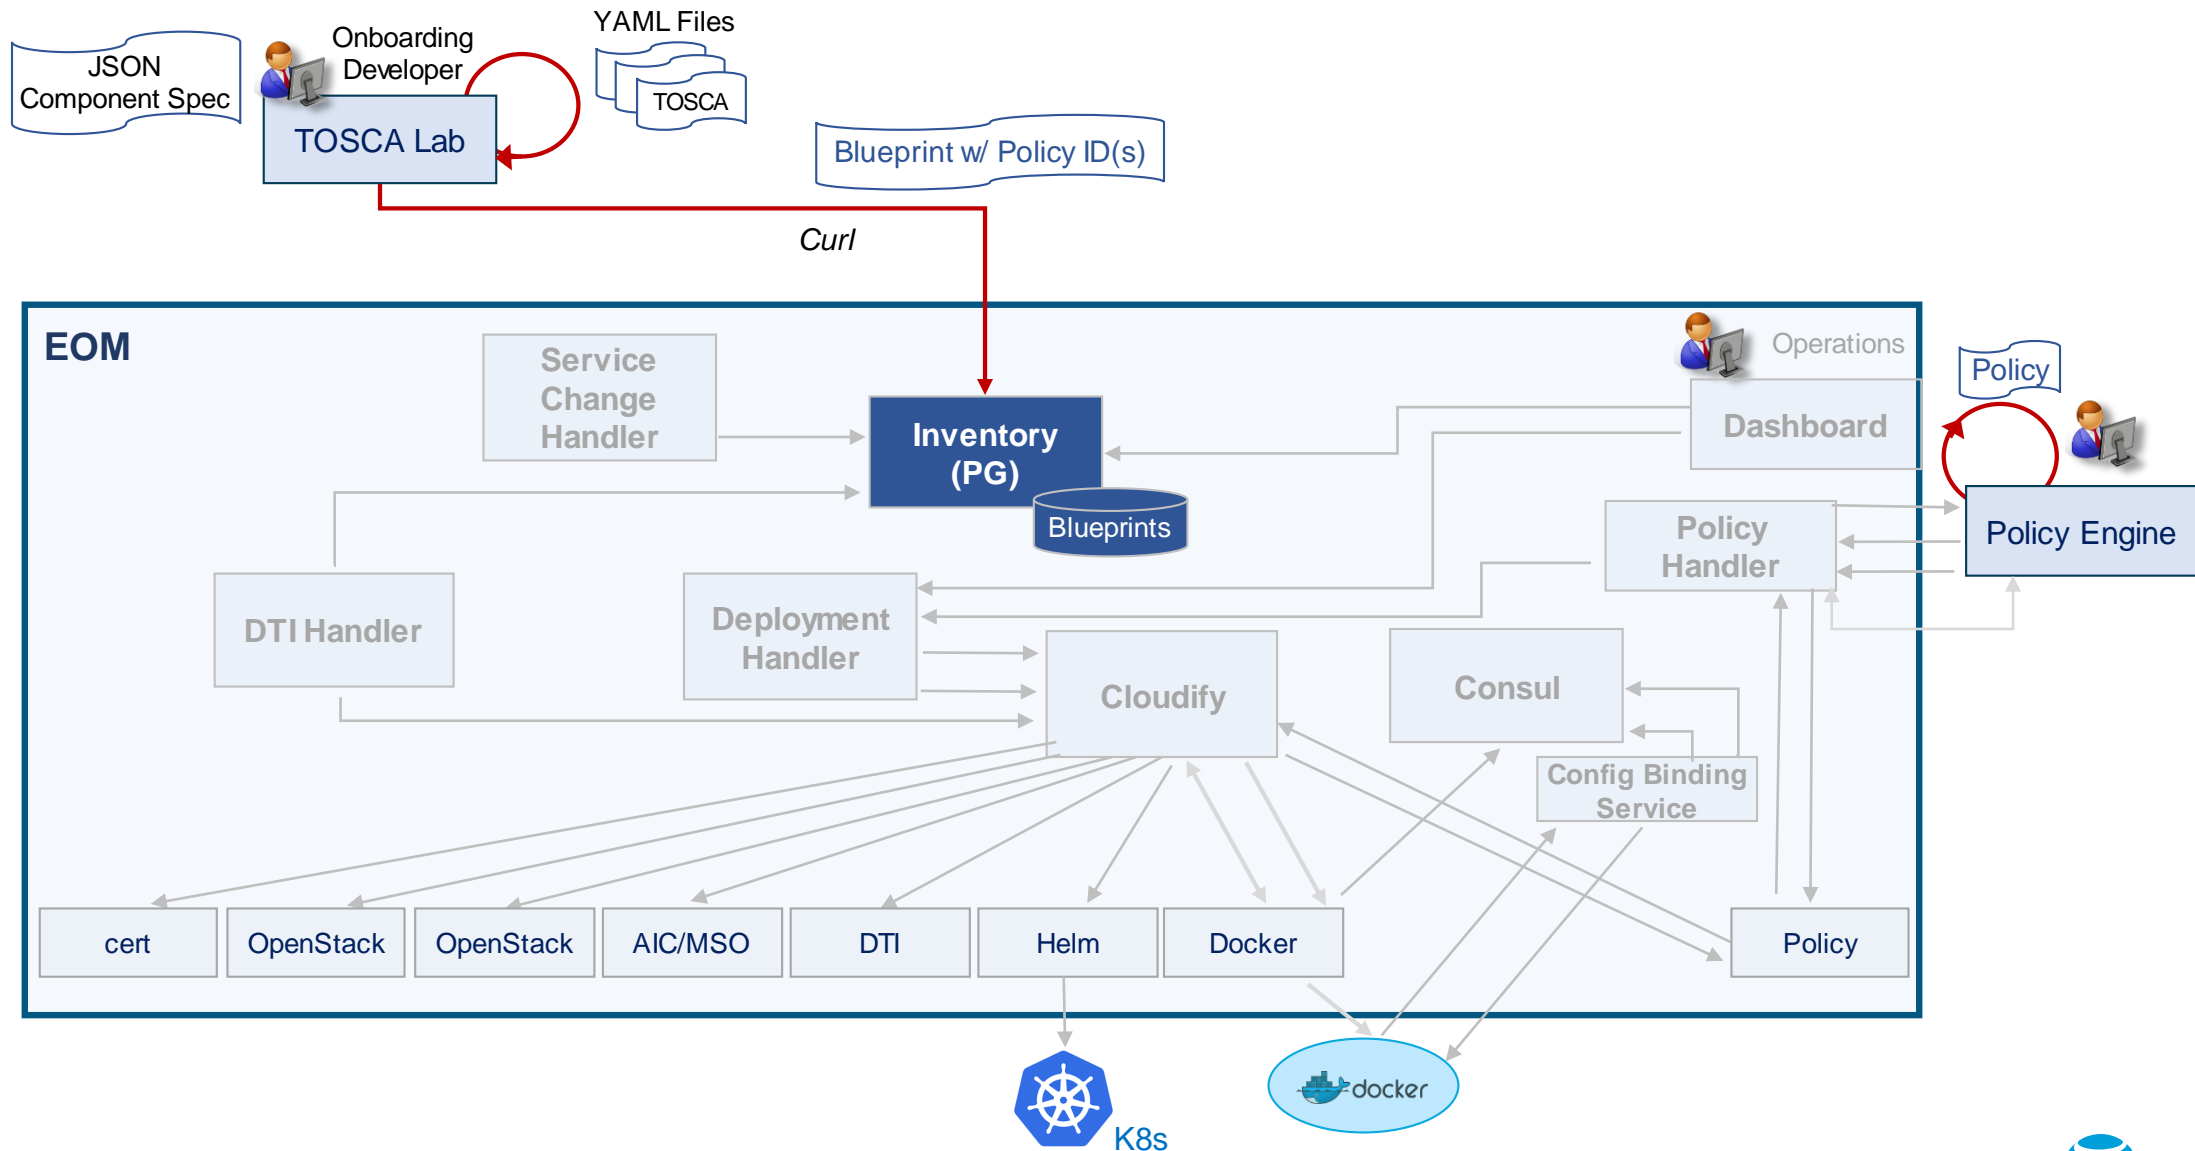 YAML Files
Onboarding
Developer
JSON
Component Spec
TOSCA
TOSCA Lab
Blueprint w/ Policy ID(s)
Curl
EOM
Operations
Service
Change
Handler
Policy
Inventory
(PG)
Dashboard
Blueprints
Policy
Handler
Policy Engine
DTI Handler
Deployment
Handler
Cloudify
Consul
Config Binding
Service
cert
OpenStack
OpenStack
AIC/MSO
DTI
Helm
Docker
Policy
docker
K8s